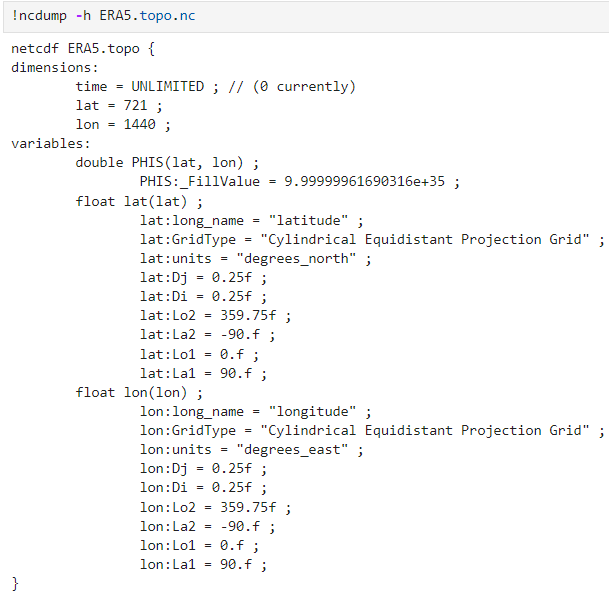 !ncdump -h ERA5.topo.nc
netcdf ERA5.topo {
dimensions:
time = UNLIMITED ; // (0 currently)
lat = 721 ;
lon = 1440 ;
variables:
double PHIS(lat, lon) ;
PHIS:_FillValue = 9.99999961690316e+35 ;
float lat(lat) ;
lat:long_name = "latitude" ;
lat:GridType = "Cylindrical Equidistant Projection Grid" ;
lat:units = "degrees_north" ;
lat:Dj = 0.25f ;
lat:Di = 0.25f ;
lat:Lo2 = 359.75f ;
lat:La2 = -90.f ;
lat:Lo1 = 0.f ;
lat:La1 = 90.f ;
float lon(lon) ;
lon:long_name = "longitude" ;
lon:GridType = "Cylindrical Equidistant Projection Grid" ;
lon:units = "degrees_east" ;
lon:Dj = 0.25f ;
lon:Di = 0.25f ;
lon:Lo2 = 359.75f ;
lon:La2 = -90.f ;
lon:Lo1 = 0.f ;
lon:La1 = 90.f ;
}